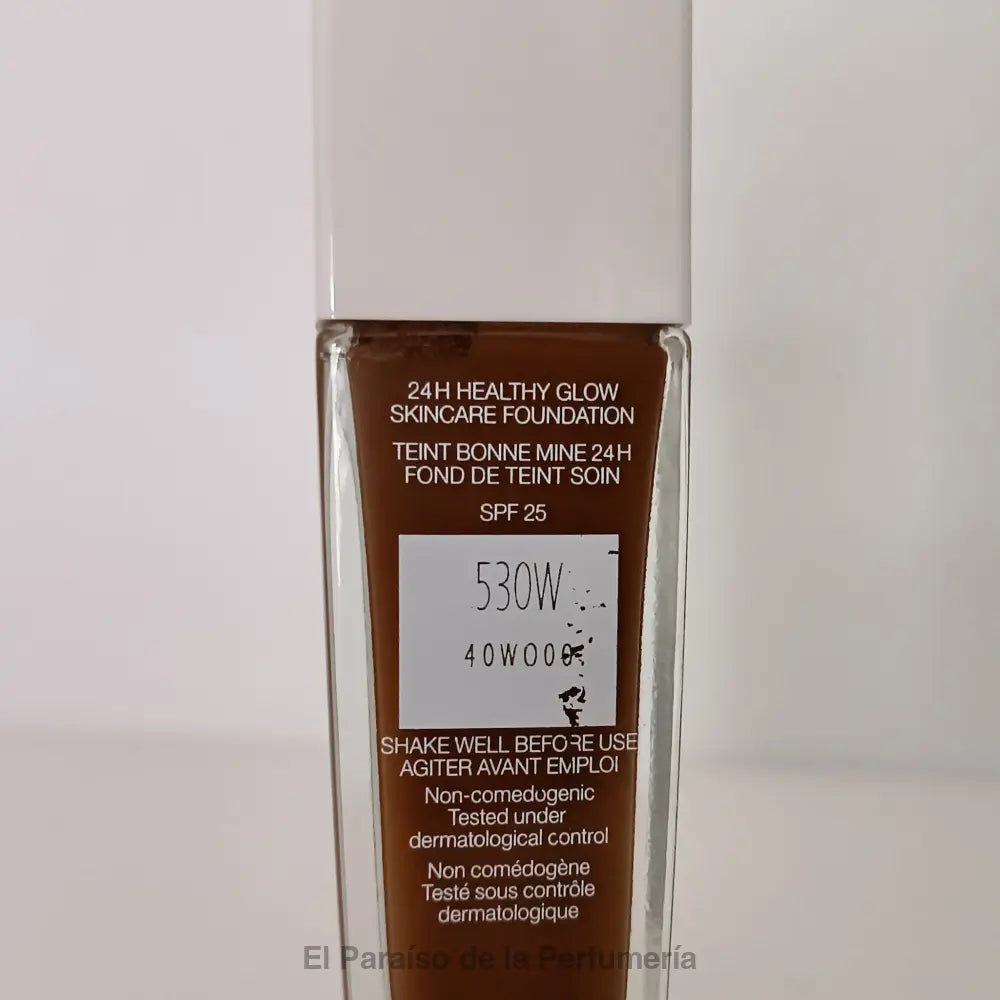 24H HEALTHY GLOW
SKINCARE FOUNDATION
TEINT BONNE MINE 24H
FOND DE TEINT SOIN
SPF 25
530W
SHAKE WELL BEFORE USE
AGITER AVANT EMPLOI
Non-comedogenic
Tested under
dermatological control
Non comédogène
Testé sous contrôle
dermatologique
El Paraíso de la Perfumería